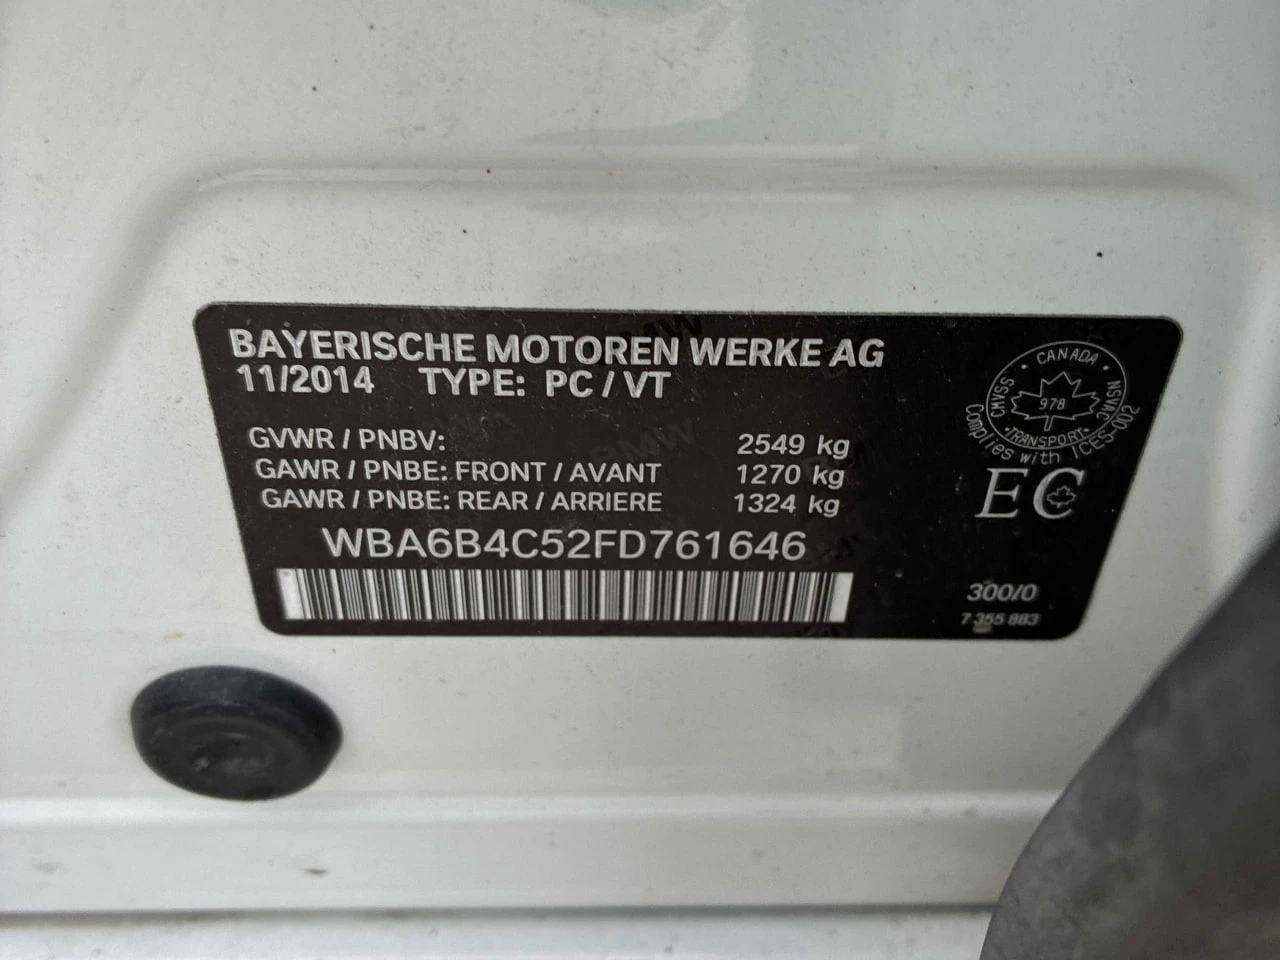 BAYERISCHE MOTOREN WERKE AG
11/2014 TYPE: PC / VT
GVWR / PNBV: 2549 kg
GAWR / PNBE: FRONT / AVANT 1270 kg
GAWR / PNBE: REAR / ARRIERE 1324 kg
WBA6B4C52FD761646
CANADA
CMVSS 978 NSVAC
TRANSPORT
Complies with ICES-002
EC
300/0
7 355 883
BMW
BMW